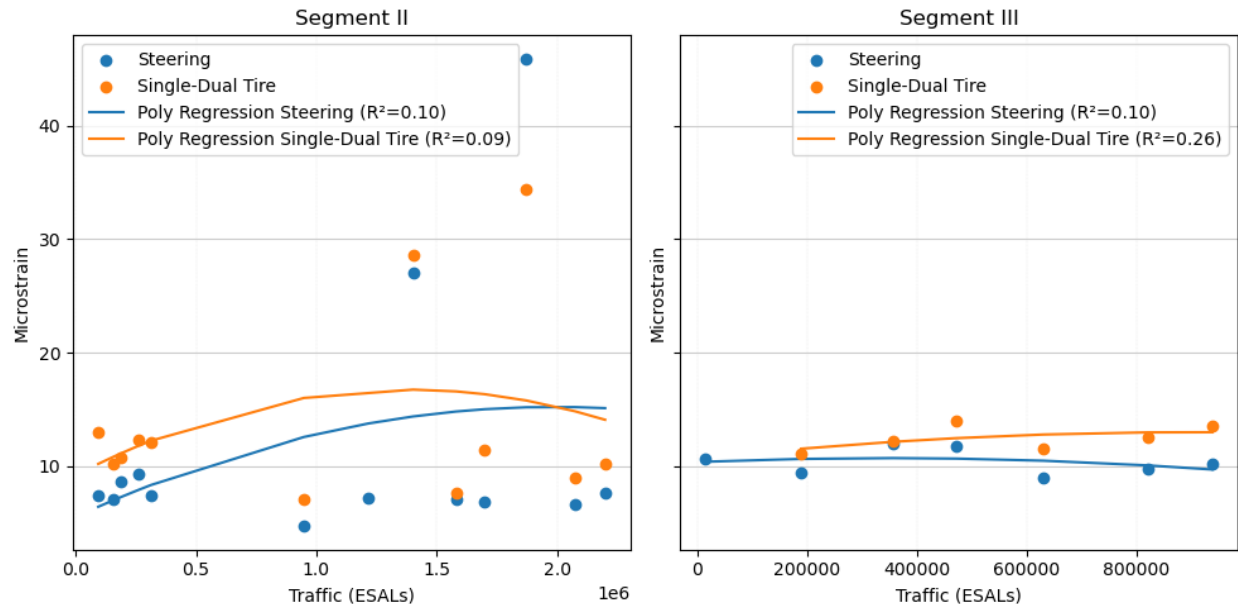 Segment II
Steering
Single-Dual Tire
Poly Regression Steering (R²=0.10)
Poly Regression Single-Dual Tire (R²=0.09)
Microstrain
40
30
20
10
0.0
0.5
1.0
1.5
2.0
1e6
Traffic (ESALs)
Segment III
Steering
Single-Dual Tire
Poly Regression Steering (R²=0.10)
Poly Regression Single-Dual Tire (R²=0.26)
Microstrain
0
200000
400000
600000
800000
Traffic (ESALs)